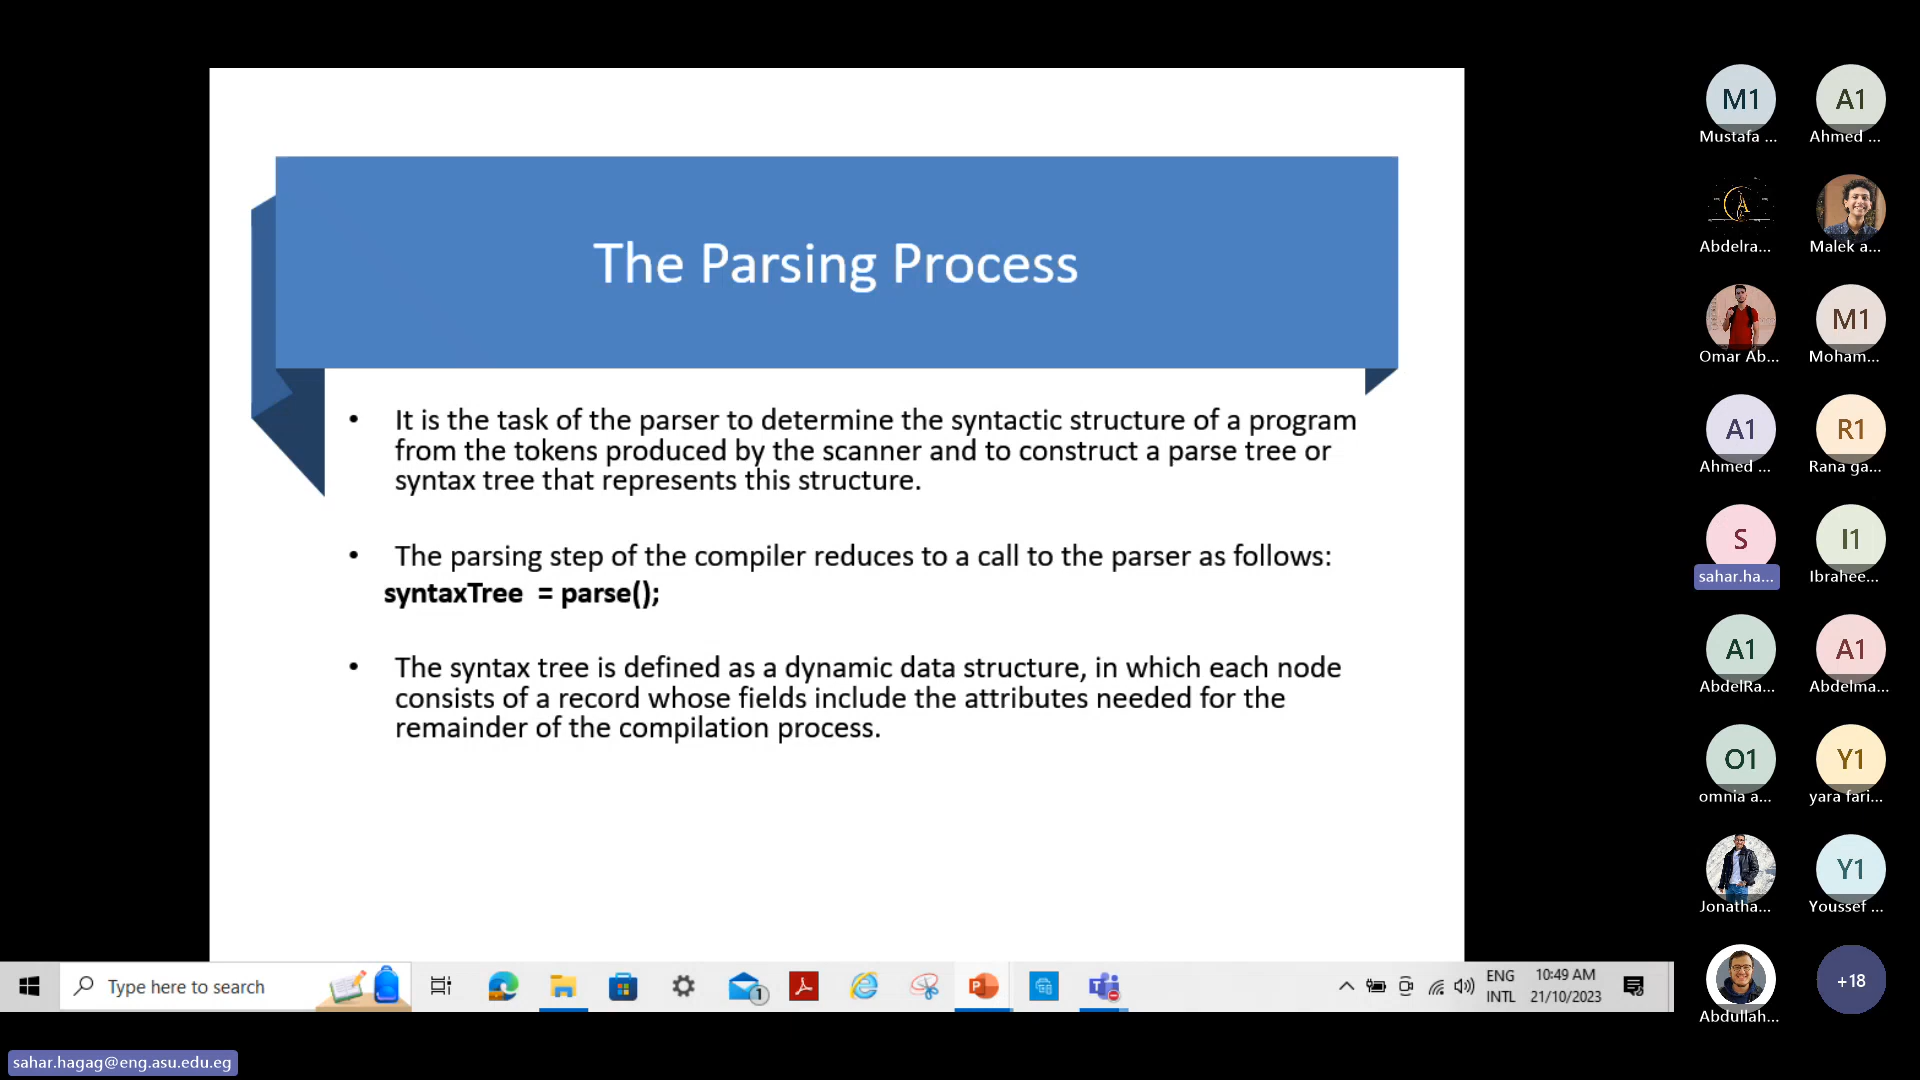 The Parsing Process
• It is the task of the parser to determine the syntactic structure of a program
from the tokens produced by the scanner and to construct a parse tree or
syntax tree that represents this structure.
• The parsing step of the compiler reduces to a call to the parser as follows:
syntaxTree = parse();
• The syntax tree is defined as a dynamic data structure, in which each node
consists of a record whose fields include the attributes needed for the
remainder of the compilation process.
M1 A1
Mustafa ... Ahmed ...
A
Abdelra... Malek a...
M1
Omar Ab... Moham...
A1 R1
Ahmed ... Rana ga...
S I1
sahar.ha... Ibrahee...
A1 A1
AbdelRa... Abdelma...
O1 Y1
omnia a... yara fari...
Y1
Jonatha... Youssef ...
+18
Abdullah...
Type here to search
1
ENG
INTL
10:49 AM
21/10/2023
sahar.hagag@eng.asu.edu.eg